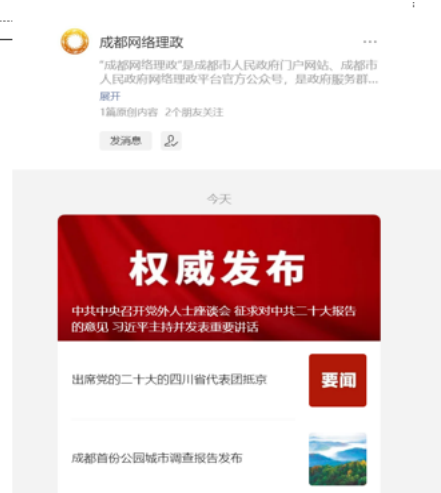 成都网络理政
“成都网络理政”是成都市人民政府门户网站、成都市
人民政府网络理政平台官方公众号，是政府服务群...
展开
1篇原创内容 2个朋友关注
发消息
今天
权威发布
中共中央召开党外人士座谈会 征求对中共二十大报告
的意见 习近平主持并发表重要讲话
出席党的二十大的四川省代表团抵京
要闻
成都首份公园城市调查报告发布